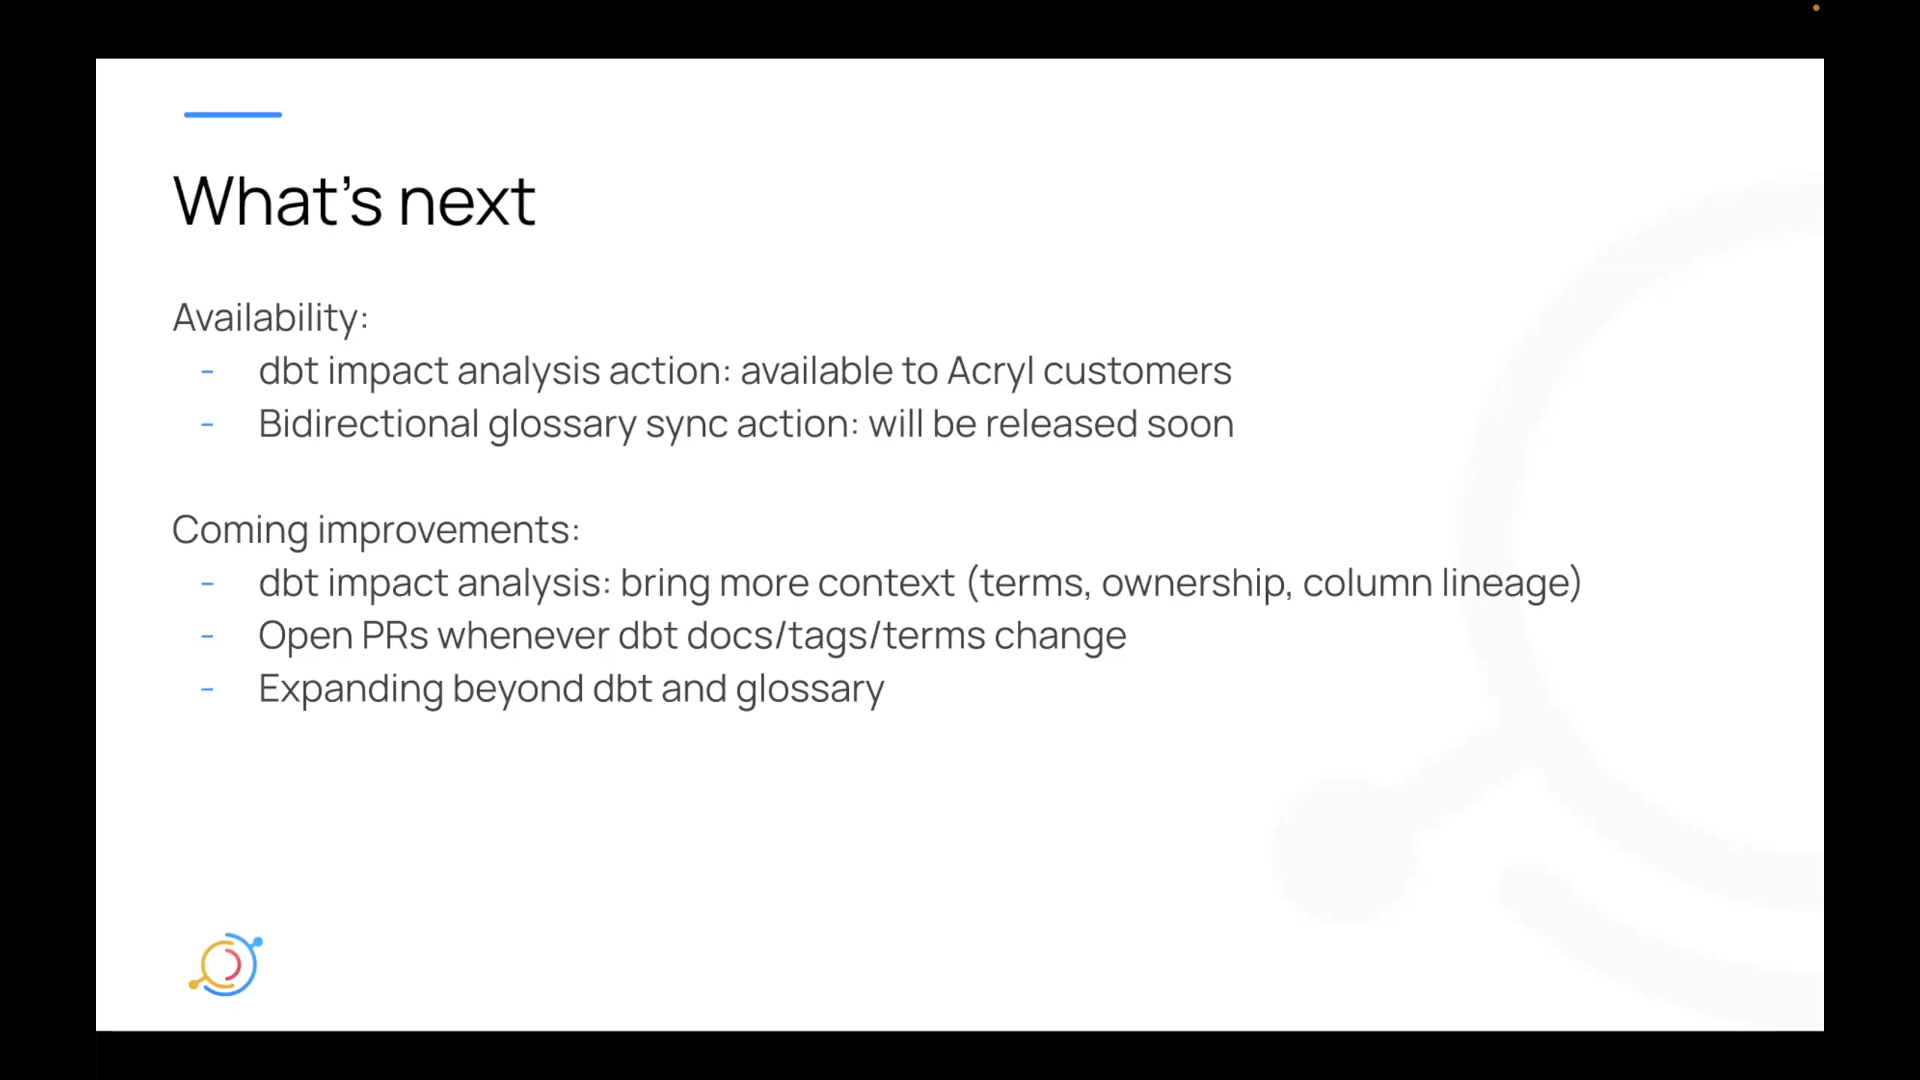 What's next
Availability:
- dbt impact analysis action: available to Acryl customers
- Bidirectional glossary sync action: will be released soon
Coming improvements:
- dbt impact analysis: bring more context (terms, ownership, column lineage)
- Open PRs whenever dbt docs/tags/terms change
- Expanding beyond dbt and glossary